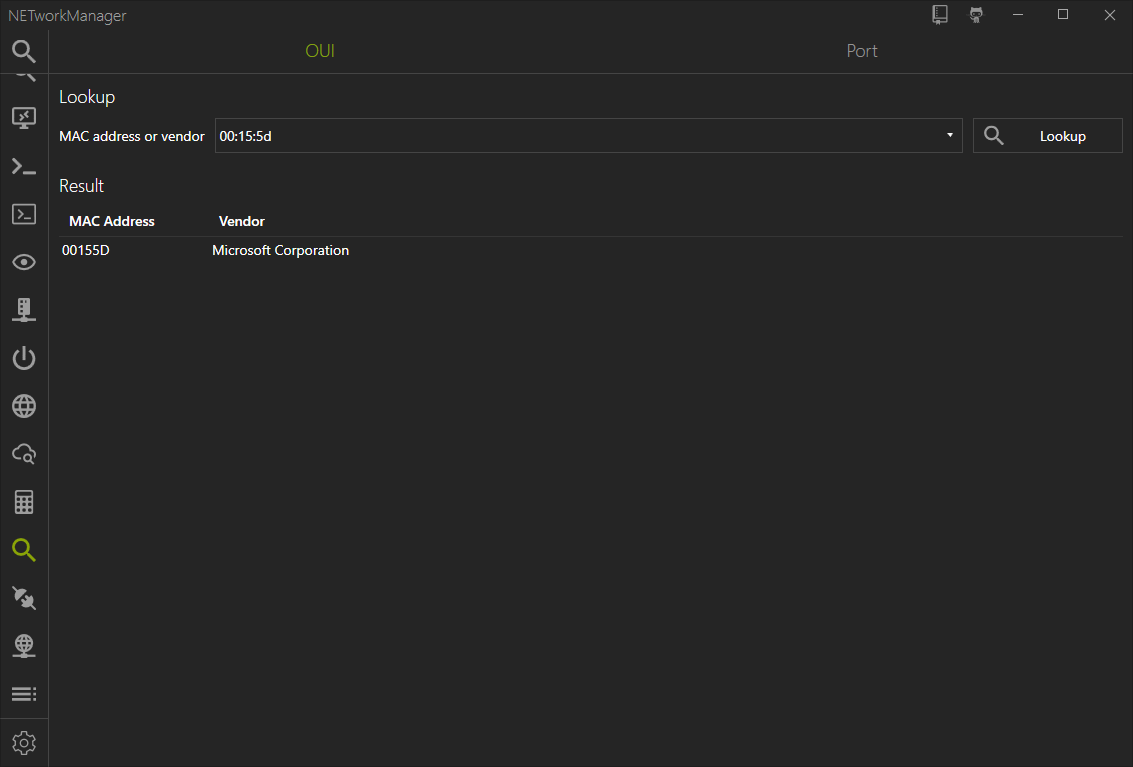 NETworkManager
OUI Port
Lookup
MAC address or vendor 00:15:5d Lookup
Result
MAC Address Vendor
00155D Microsoft Corporation